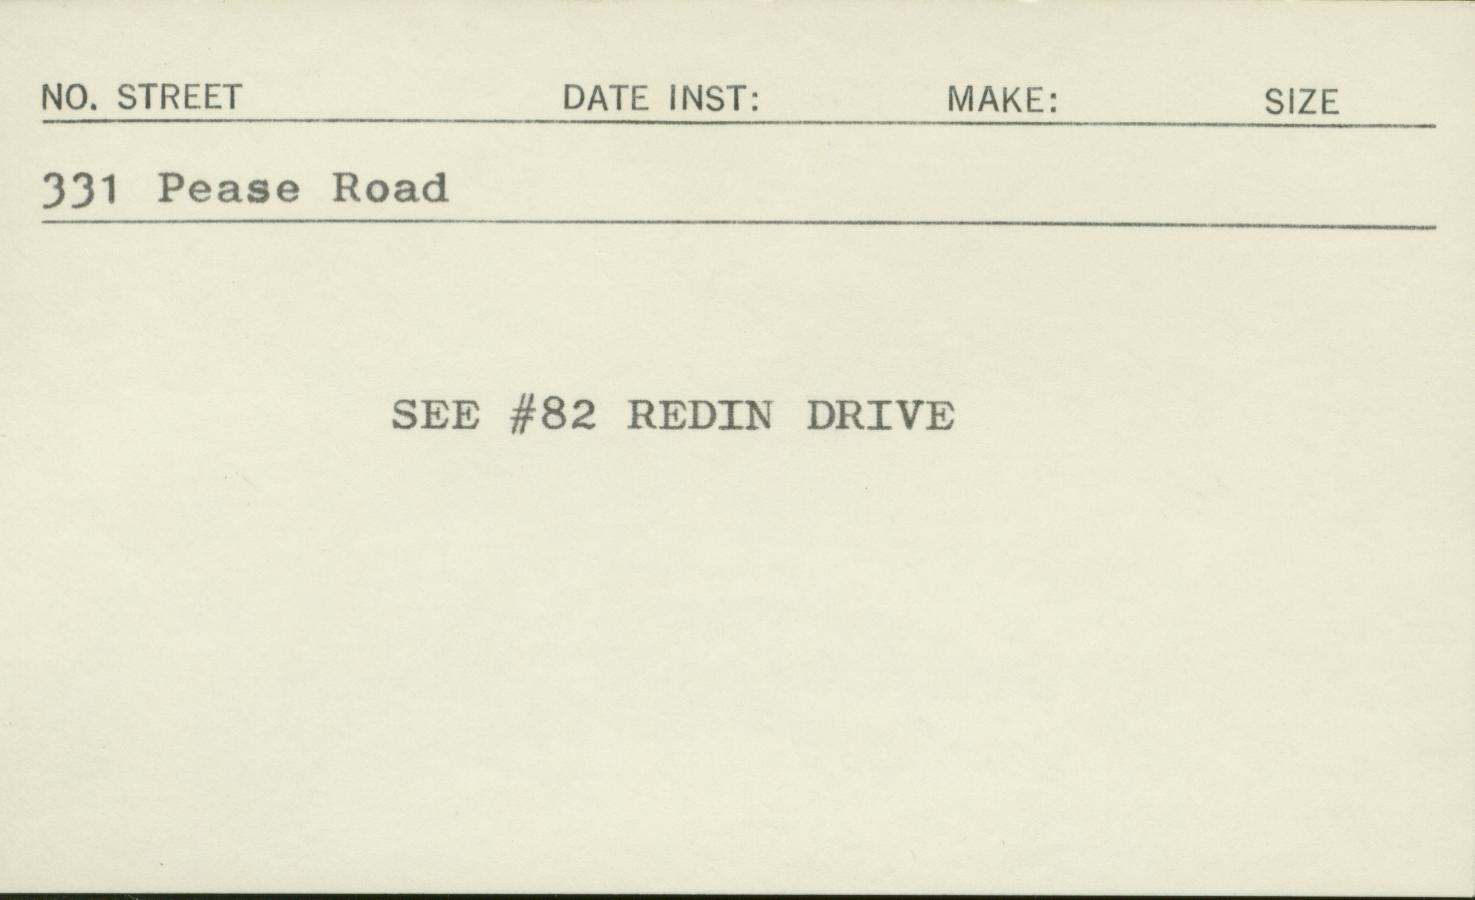 NO. STREET DATE INST: MAKE: SIZE
331 Pease Road
SEE #82 REDIN DRIVE